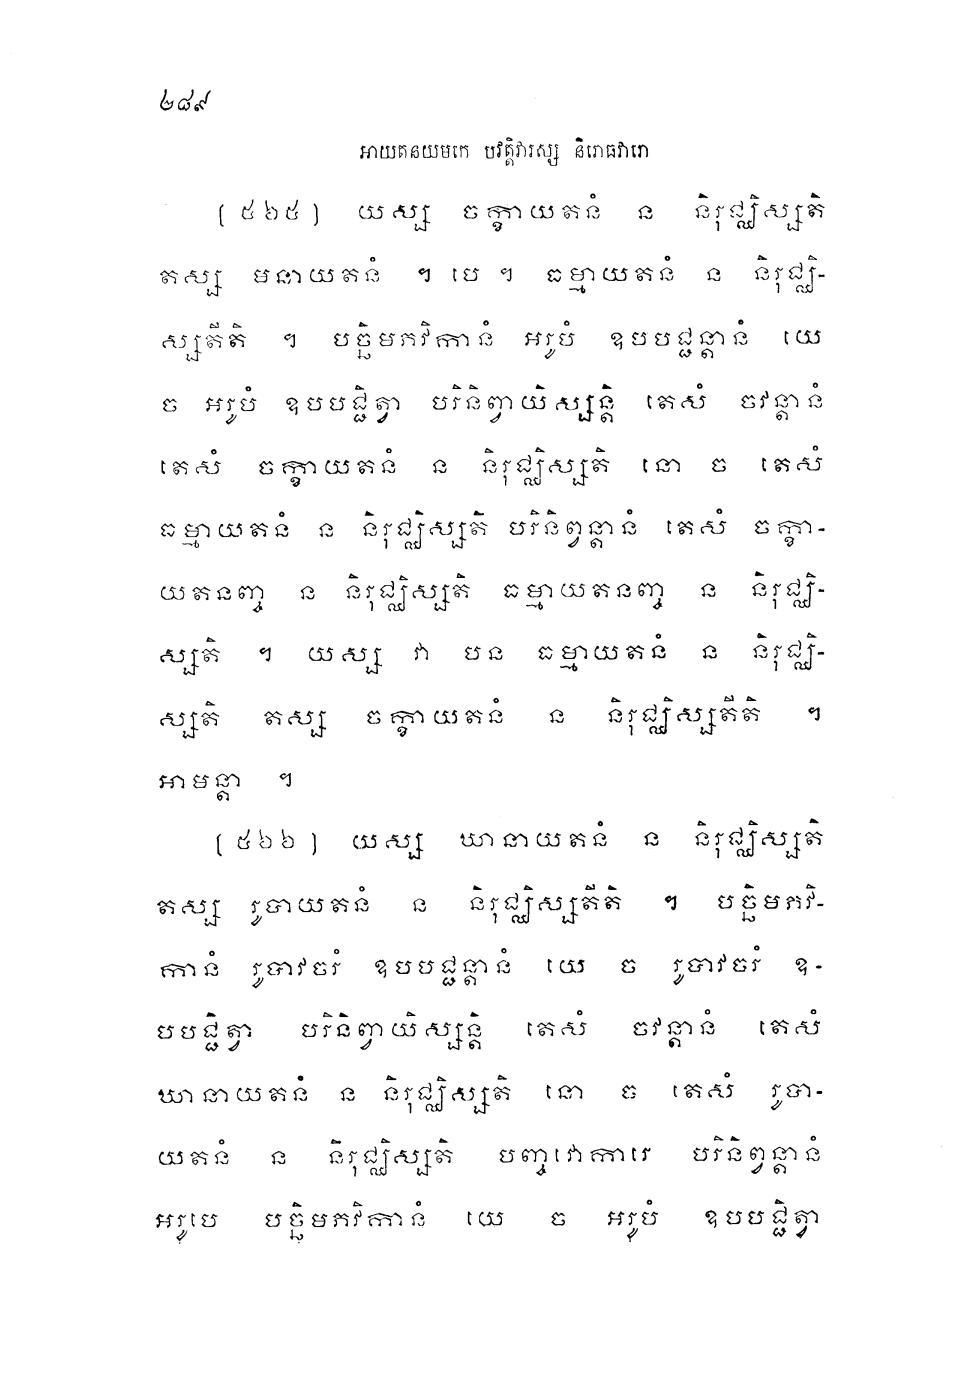 ២៨៩
អាយតនយមកេ បវត្តិវារស្ស និរោធវារោ
[ ៥៦៥ ] យស្ស ចក្ខាយតនំ ន និរុជ្ឈិស្សតិ
តស្ស មនាយតនំ ។ បេ ។ ធម្មាយតនំ ន និរុជ្ឈិ-
ស្សតីតិ ។ បច្ឆិមភវិកានំ អរូបំ ឧបបជ្ជន្តានំ យេ
ច អរូបំ ឧបបជ្ជិត្វា បរិនិព្វាយិស្សន្តិ តេសំ ចវន្តានំ
តេសំ ចក្ខាយតនំ ន និរុជ្ឈិស្សតិ នោ ច តេសំ
ធម្មាយតនំ ន និរុជ្ឈិស្សតិ បរិនិព្វន្តានំ តេសំ ចក្ខា-
យតនញ្ច ន និរុជ្ឈិស្សតិ ធម្មាយតនញ្ច ន និរុជ្ឈិ-
ស្សតិ ។ យស្ស វា បន ធម្មាយតនំ ន និរុជ្ឈិ-
ស្សតិ តស្ស ចក្ខាយតនំ ន និរុជ្ឈិស្សតីតិ ។
អាមន្តា ។
[ ៥៦៦ ] យស្ស ឃានាយតនំ ន និរុជ្ឈិស្សតិ
តស្ស រូបាយតនំ ន និរុជ្ឈិស្សតីតិ ។ បច្ឆិមភវិ-
កានំ រូបាវចរំ ឧបបជ្ជន្តានំ យេ ច រូបាវចរំ ឧ-
បបជ្ជិត្វា បរិនិព្វាយិស្សន្តិ តេសំ ចវន្តានំ តេសំ
ឃានាយតនំ ន និរុជ្ឈិស្សតិ នោ ច តេសំ រូបា-
យតនំ ន និរុជ្ឈិស្សតិ បញ្ចវោការេ បរិនិព្វន្តានំ
អរូបេ បច្ឆិមភវិកានំ យេ ច អរូបំ ឧបបជ្ជិត្វា